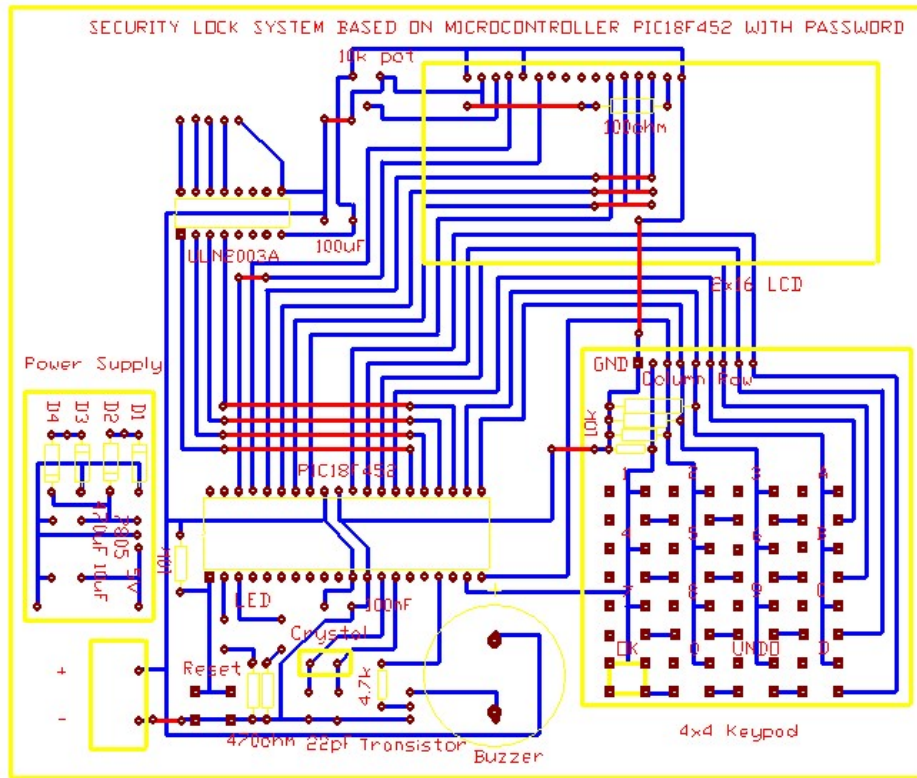 SECURITY LOCK SYSTEM BASED ON MICROCONTROLLER PIC18F452 WITH PASSWORD
10k pot
100ohm
ULN2003A
100uF
2x16 LCD
Power Supply
GND
Column Row
D4 D3 D2 D1
10k
PIC18F452
1 2 3 A
4 5 6 B
470uF 7805
10uF 5V
10k
7 8 9 C
LED
100nF
+
Crystal
OK 0 UNDO D
Reset
4.7k
+
-
470ohm 22pF Transistor
Buzzer
4x4 Keypad